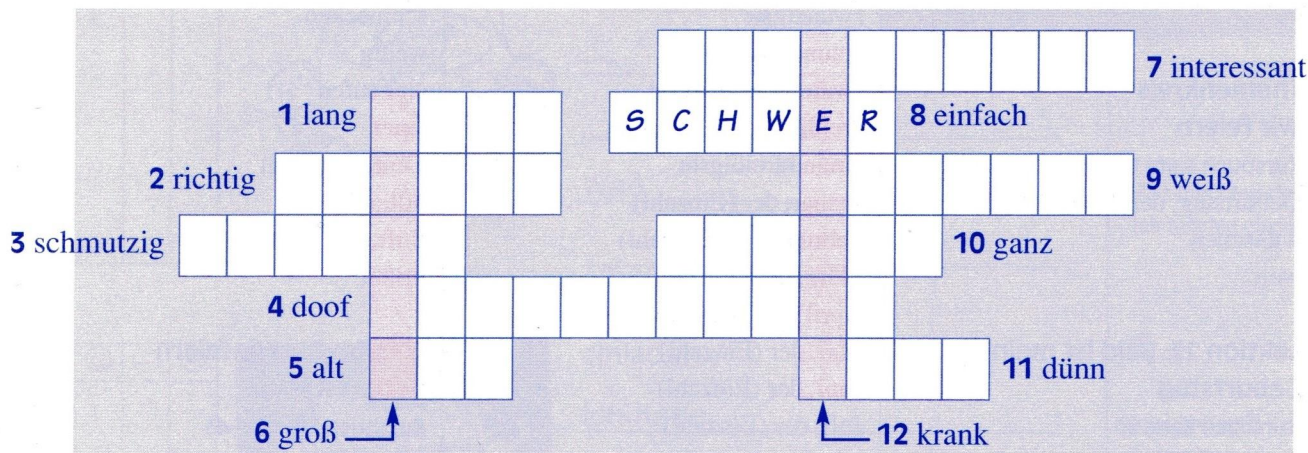 7 interessant
1 lang
SCHWER 8 einfach
2 richtig
9 weiß
3 schmutzig
10 ganz
4 doof
5 alt
11 dünn
6 groß
12 krank